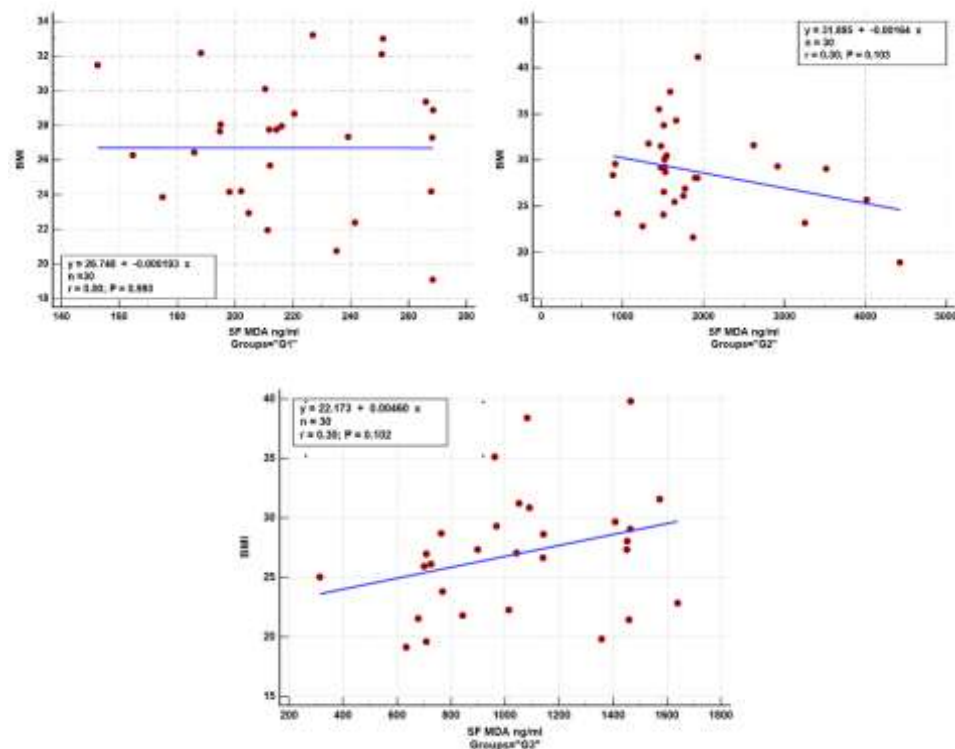 34
32
30
28
26
24
22
20
18
BMI
y = 26.748 + -0.000193 x
n =30
r = 0.00; P = 0.993
140 160 180 200 220 240 260 280
SF MDA ng/ml
Groups="G1"
45
40
35
30
25
20
15
BMI
y = 31.895 + -0.00164 x
n = 30
r = 0.30; P = 0.103
0 1000 2000 3000 4000 5000
SF MDA ng/ml
Groups="G2"
40
35
30
25
20
15
BMI
y = 22.173 + 0.00460 x
n = 30
r = 0.30; P = 0.102
200 400 600 800 1000 1200 1400 1600 1800
SF MDA ng/ml
Groups="G3"